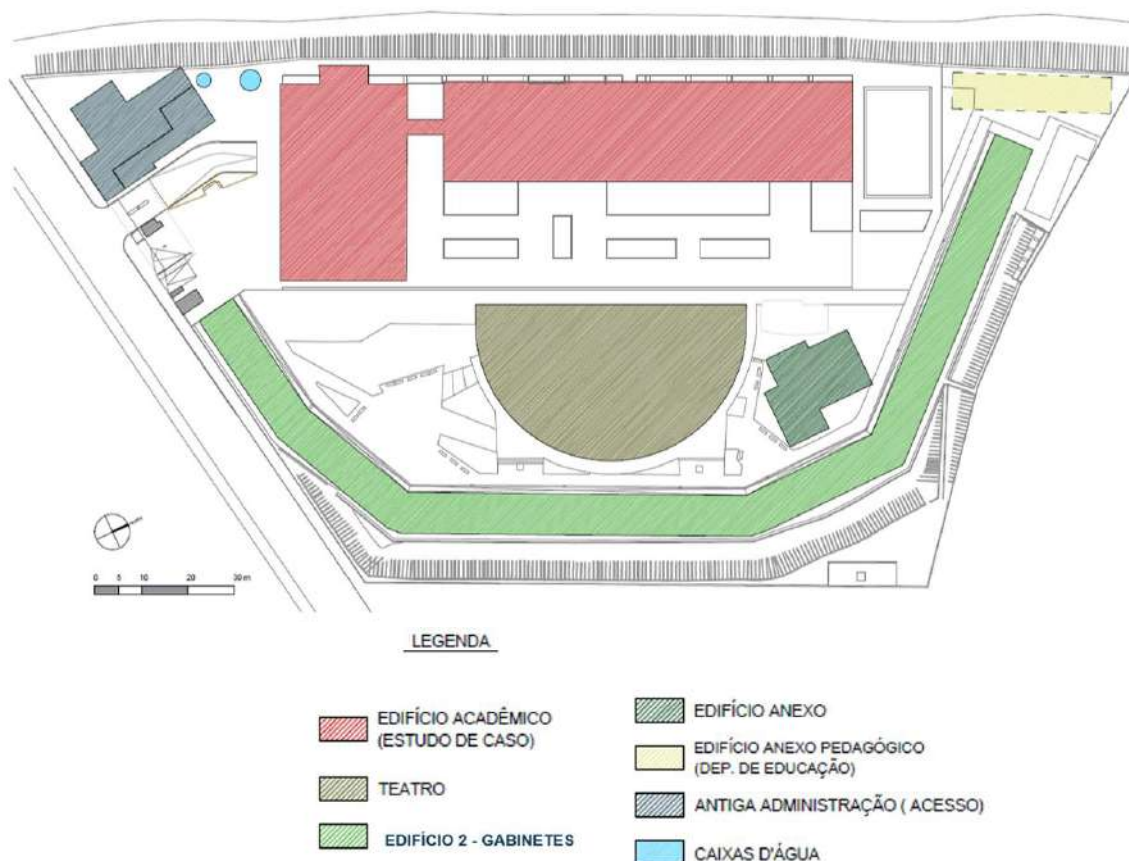 0 5 10 20 30 m
LEGENDA
EDIFÍCIO ACADÊMICO
(ESTUDO DE CASO)
TEATRO
EDIFÍCIO 2 - GABINETES
EDIFÍCIO ANEXO
EDIFÍCIO ANEXO PEDAGÓGICO
(DEP. DE EDUCAÇÃO)
ANTIGA ADMINISTRAÇÃO ( ACESSO)
CAIXAS D'ÁGUA